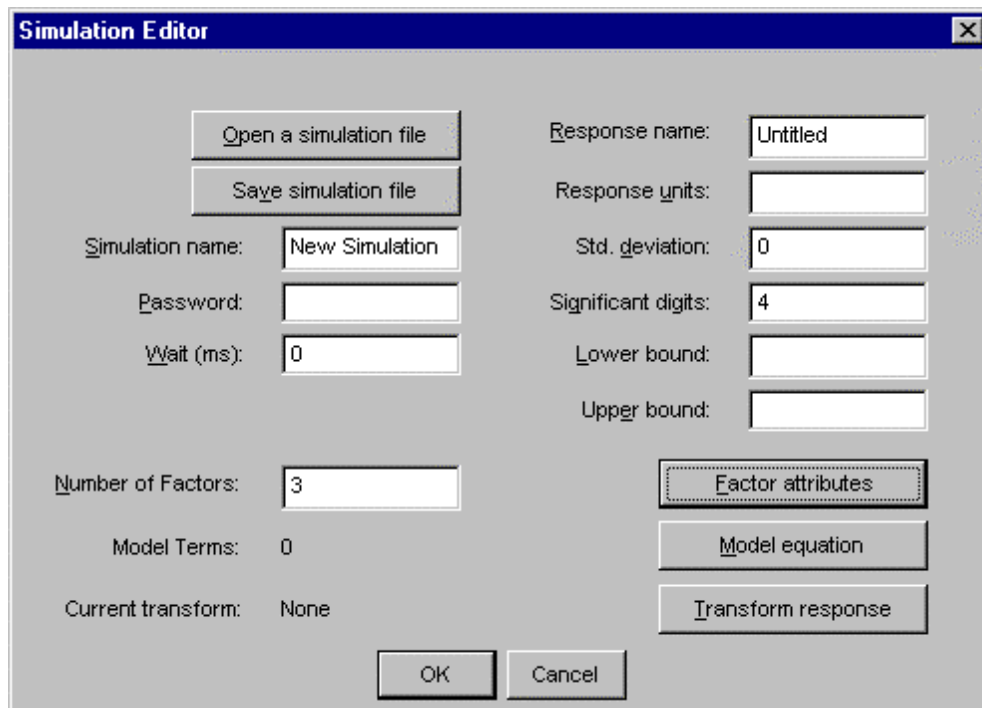 Simulation Editor
Open a simulation file
Save simulation file
Simulation name: New Simulation
Password:
Wait (ms): 0
Response name: Untitled
Response units:
Std. deviation: 0
Significant digits: 4
Lower bound:
Upper bound:
Number of Factors: 3
Model Terms: 0
Current transform: None
Factor attributes
Model equation
Transform response
OK
Cancel